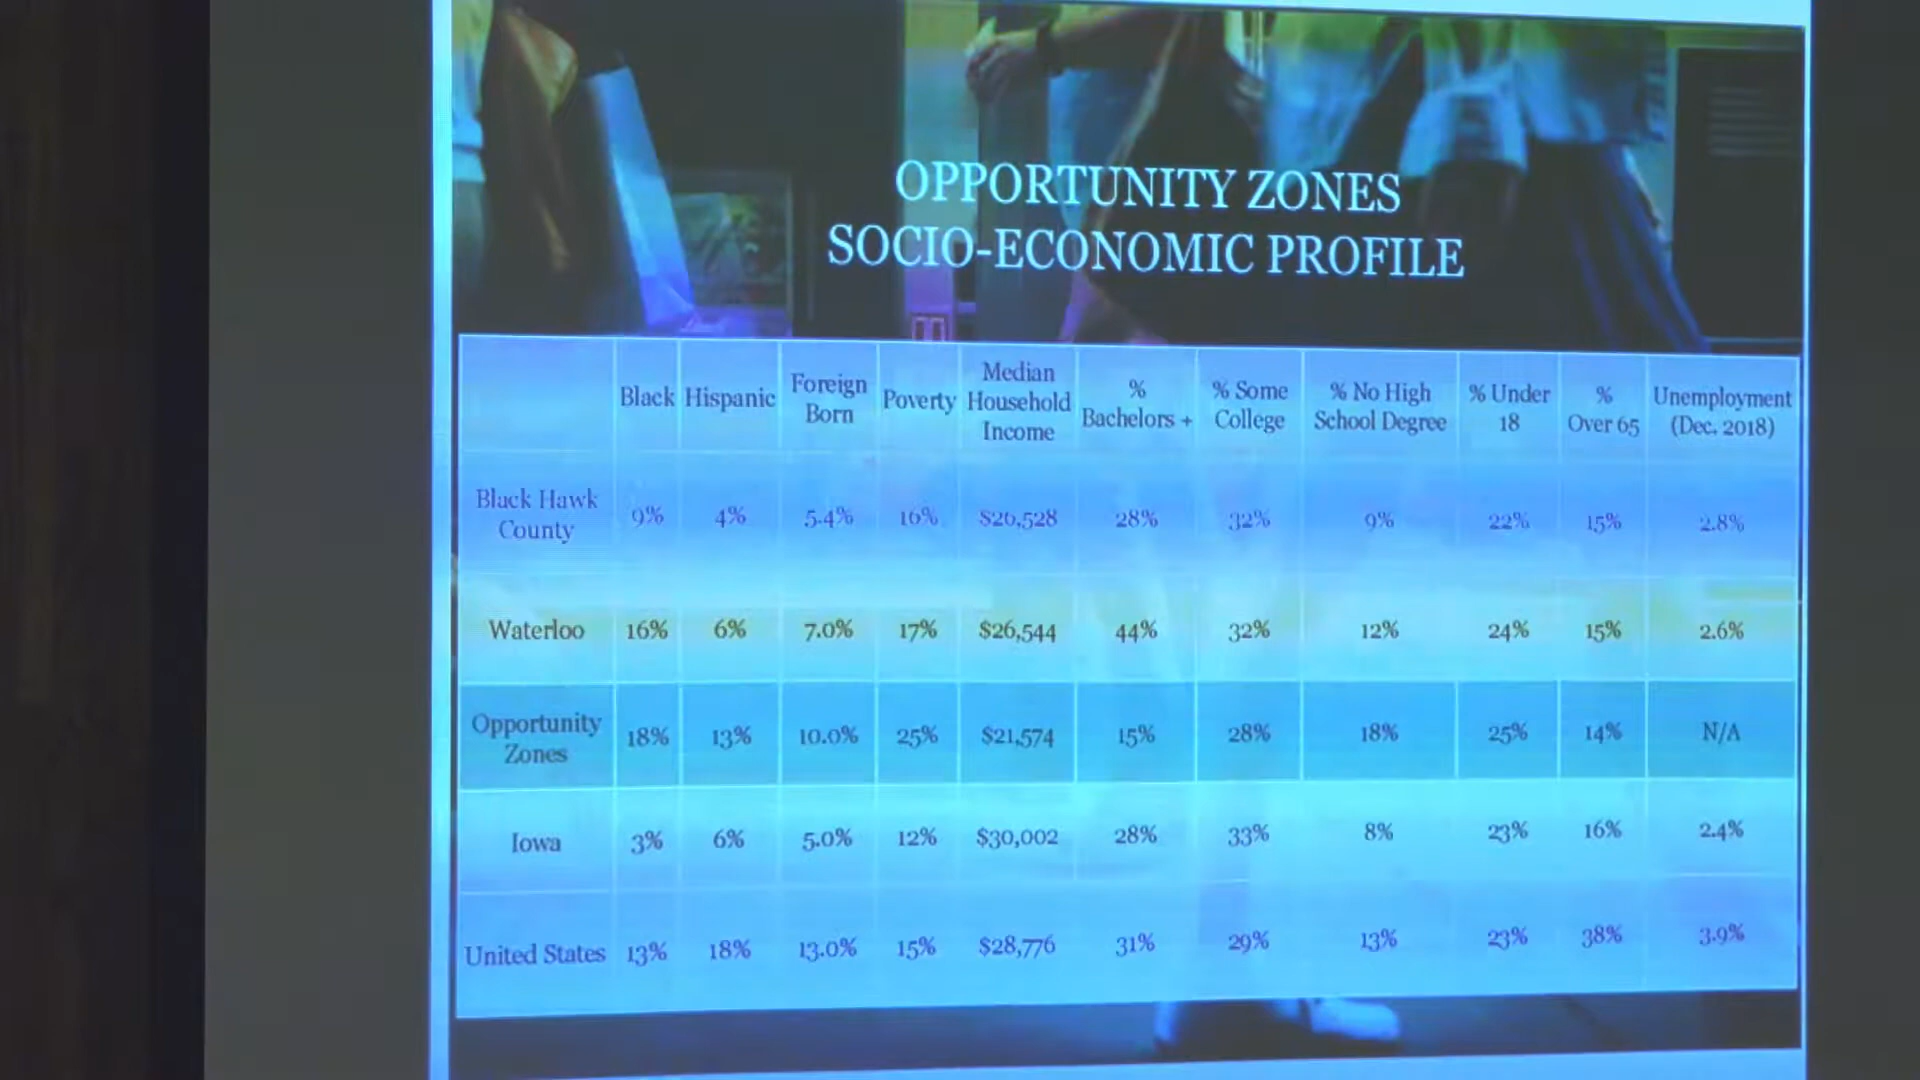 OPPORTUNITY ZONES
SOCIO-ECONOMIC PROFILE
Black Hispanic Foreign Born Poverty Median Household Income % Bachelors + % Some College % No High School Degree % Under 18 % Over 65 Unemployment (Dec. 2018)
Black Hawk County 9% 4% 5.4% 16% $26,528 28% 32% 9% 22% 15% 2.8%
Waterloo 16% 6% 7.0% 17% $26,544 44% 32% 12% 24% 15% 2.6%
Opportunity Zones 18% 13% 10.0% 25% $21,574 15% 28% 18% 25% 14% N/A
Iowa 3% 6% 5.0% 12% $30,002 28% 33% 8% 23% 16% 2.4%
United States 13% 18% 13.0% 15% $28,776 31% 29% 13% 23% 38% 3.9%